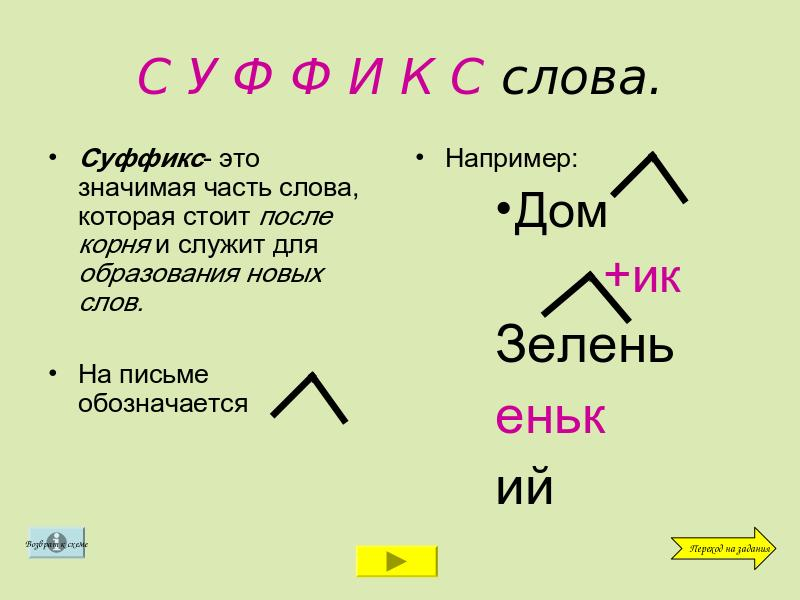 С У Ф Ф И К С слова.
• Суффикс- это
значимая часть слова,
которая стоит после
корня и служит для
образования новых
слов.
• На письме
обозначается
• Например:
•Дом
+ик
Зелень
еньк
ий
Возврат к схеме
Переход на задания